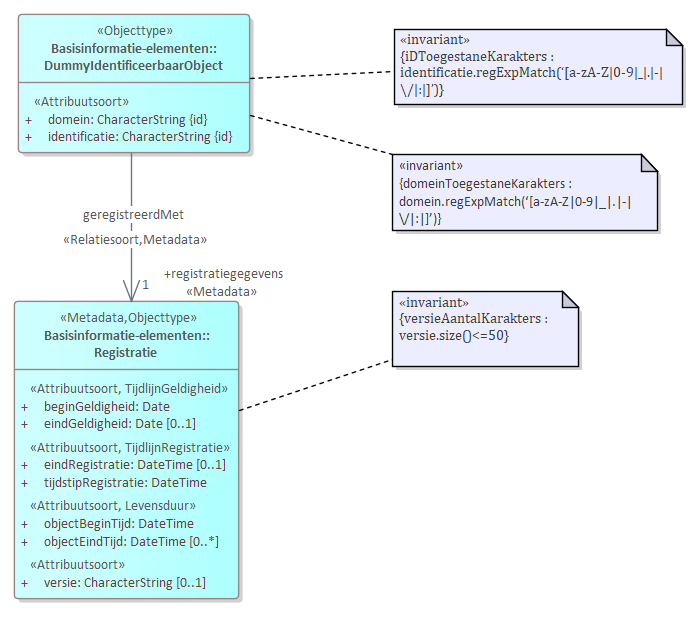 «Objecttype»
Basisinformatie-elementen::
DummyIdentificeerbaarObject
«Attribuutsoort»
+ domein: CharacterString {id}
+ identificatie: CharacterString {id}
«invariant»
{iDToegestaneKarakters :
identificatie.regExpMatch(‘[a-zA-Z|0-9|_|.|-|
\/|:|]’)}
«invariant»
{domeinToegestaneKarakters :
domein.regExpMatch(‘[a-zA-Z|0-9|_|.|-|
\/|:|]’)}
geregistreerdMet
«Relatiesoort,Metadata»
1
+registratiegegevens
«Metadata»
«Metadata,Objecttype»
Basisinformatie-elementen::
Registratie
«Attribuutsoort, TijdlijnGeldigheid»
+ beginGeldigheid: Date
+ eindGeldigheid: Date [0..1]
«Attribuutsoort, TijdlijnRegistratie»
+ eindRegistratie: DateTime [0..1]
+ tijdstipRegistratie: DateTime
«Attribuutsoort, Levensduur»
+ objectBeginTijd: DateTime
+ objectEindTijd: DateTime [0..*]
«Attribuutsoort»
+ versie: CharacterString [0..1]
«invariant»
{versieAantalKarakters :
versie.size()<=50}